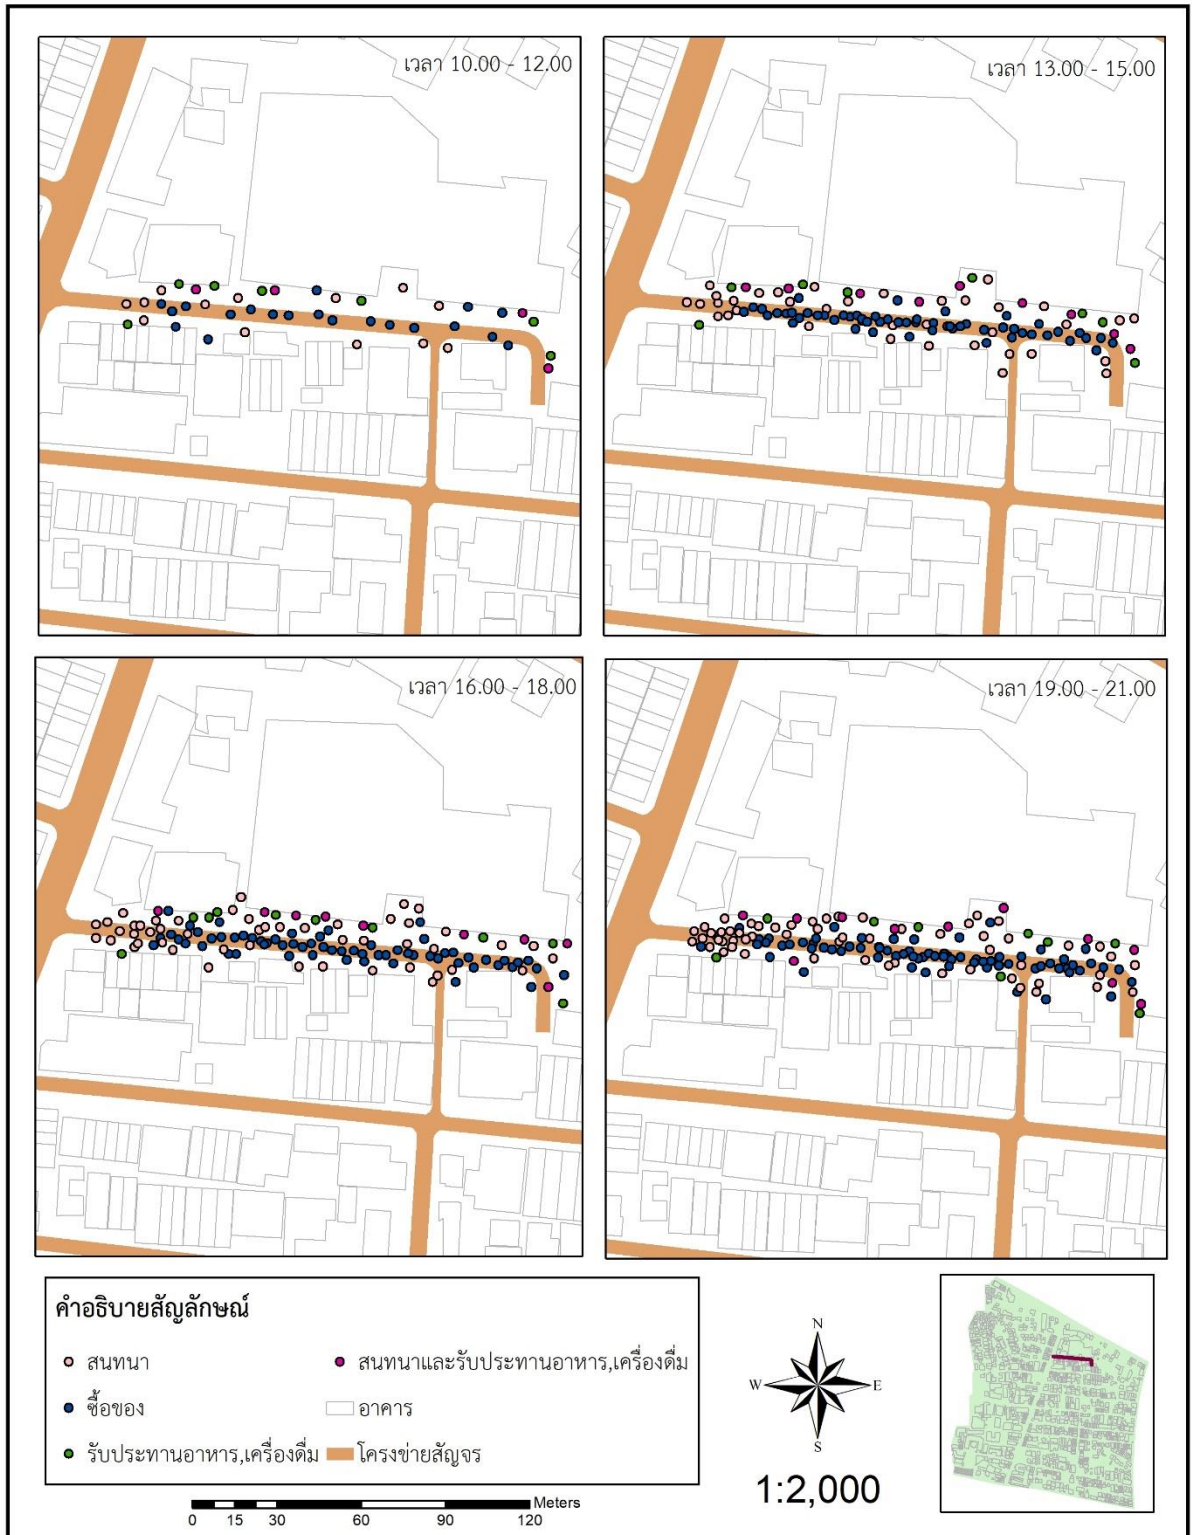 เวลา 10.00 - 12.00
เวลา 13.00 - 15.00
เวลา 16.00 - 18.00
เวลา 19.00 - 21.00
คำอธิบายสัญลักษณ์
สนทนา
สนทนาและรับประทานอาหาร,เครื่องดื่ม
ซื้อของ
อาคาร
รับประทานอาหาร,เครื่องดื่ม
โครงข่ายสัญจร
N
W
E
S
1:2,000
Meters
0 15 30 60 90 120